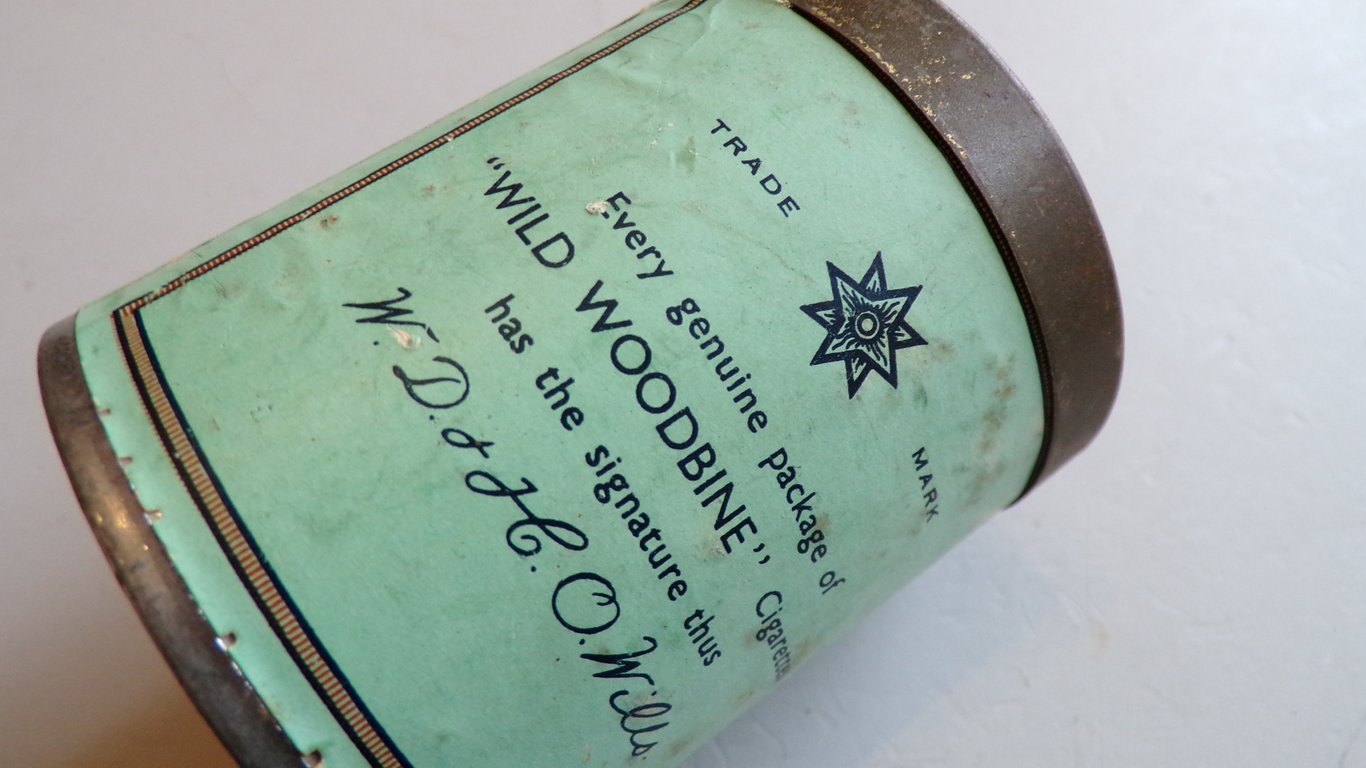 TRADE MARK
Every genuine package of
"WILD WOODBINE" Cigarettes
has the signature thus
W. D. & H. O. Wills.